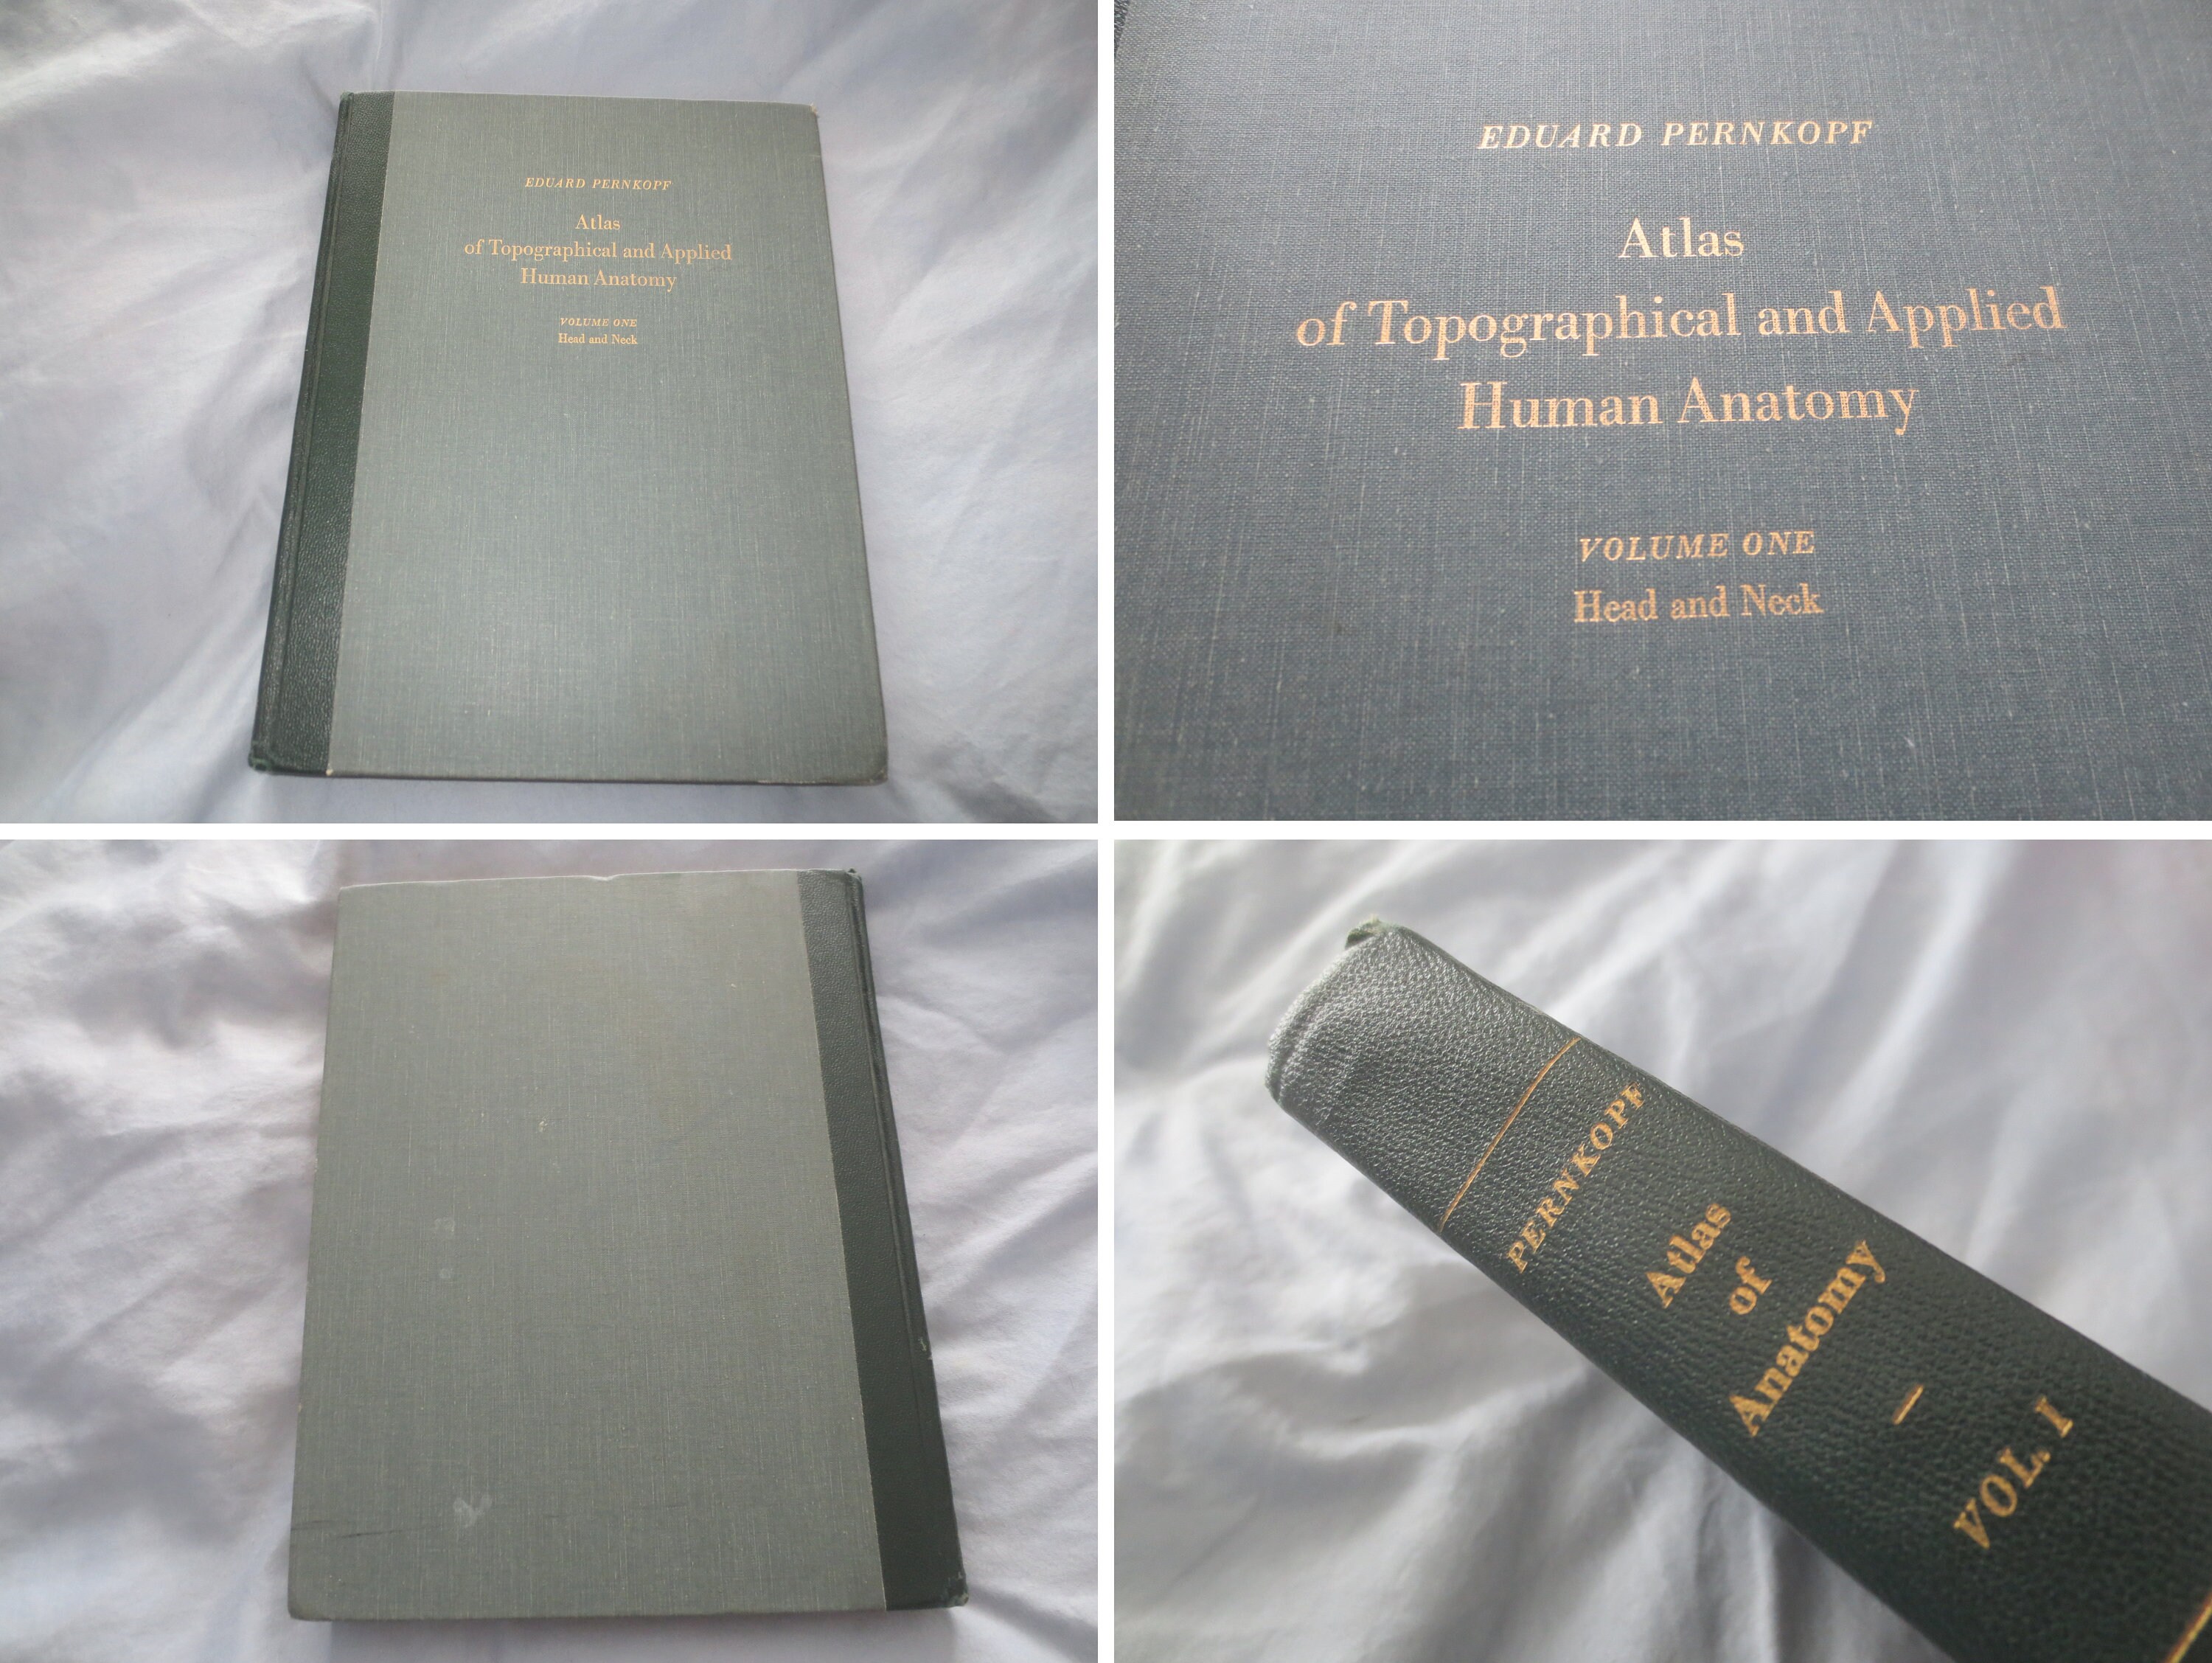 EDUARD PERNKOPF
Atlas
of Topographical and Applied
Human Anatomy
VOLUME ONE
Head and Neck
EDUARD PERNKOPF
Atlas
of Topographical and Applied
Human Anatomy
VOLUME ONE
Head and Neck
PERNKOPF
Atlas
of
Anatomy
VOL. I